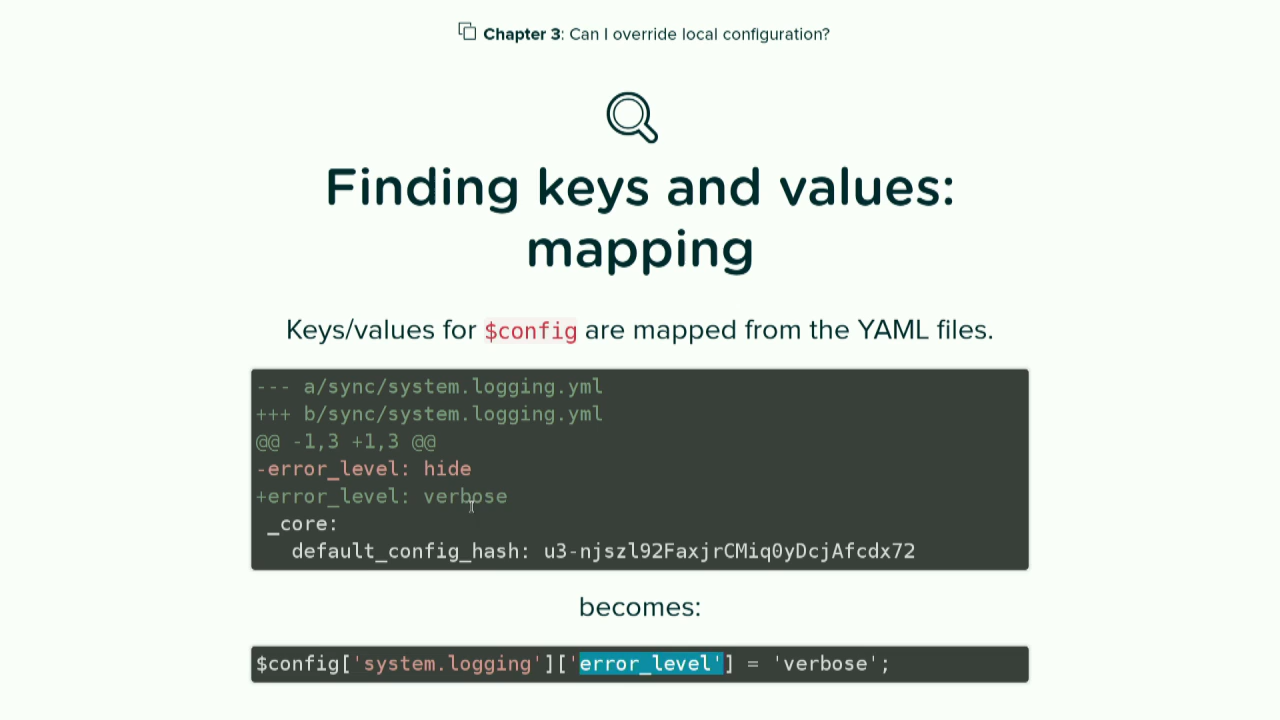 Chapter 3: Can I override local configuration?
Finding keys and values:
mapping
Keys/values for $config are mapped from the YAML files.
--- a/sync/system.logging.yml
+++ b/sync/system.logging.yml
@@ -1,3 +1,3 @@
-error_level: hide
+error_level: verbose
 _core:
   default_config_hash: u3-njszl92FaxjrCMiq0yDcjAfcdx72
becomes:
$config['system.logging']['error_level'] = 'verbose';